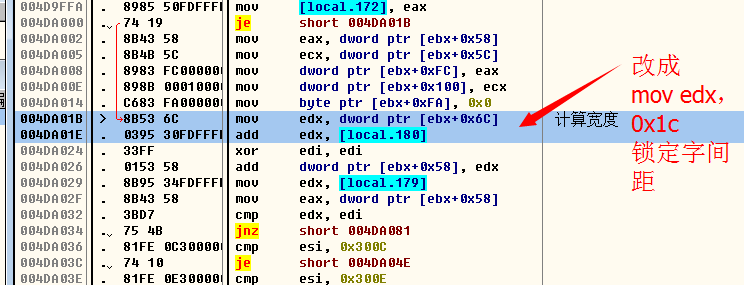 004D9FFA . 8985 50FDFFFF mov [local.172], eax
004DA000 . 74 19 je short 004DA01B
004DA002 . 8B43 58 mov eax, dword ptr [ebx+0x58]
004DA005 . 8B4B 5C mov ecx, dword ptr [ebx+0x5C]
004DA008 . 8983 FC000000 mov dword ptr [ebx+0xFC], eax
004DA00E . 898B 00010000 mov dword ptr [ebx+0x100], ecx
004DA014 . C683 FA000000 mov byte ptr [ebx+0xFA], 0x0
004DA01B > 8B53 6C mov edx, dword ptr [ebx+0x6C] 计算宽度
004DA01E . 0395 30FDFFFF add edx, [local.180]
004DA024 . 33FF xor edi, edi
004DA026 . 0153 58 add dword ptr [ebx+0x58], edx
004DA029 . 8B95 34FDFFFF mov edx, [local.179]
004DA02F . 8B43 58 mov eax, dword ptr [ebx+0x58]
004DA032 . 3BD7 cmp edx, edi
004DA034 . 75 4B jnz short 004DA081
004DA036 . 81FE 0C300000 cmp esi, 0x300C
004DA03C . 74 10 je short 004DA04E
004DA03E . 81FE 0E300000 cmp esi, 0x300E
改成
mov edx,
0x1c
锁定字间
距